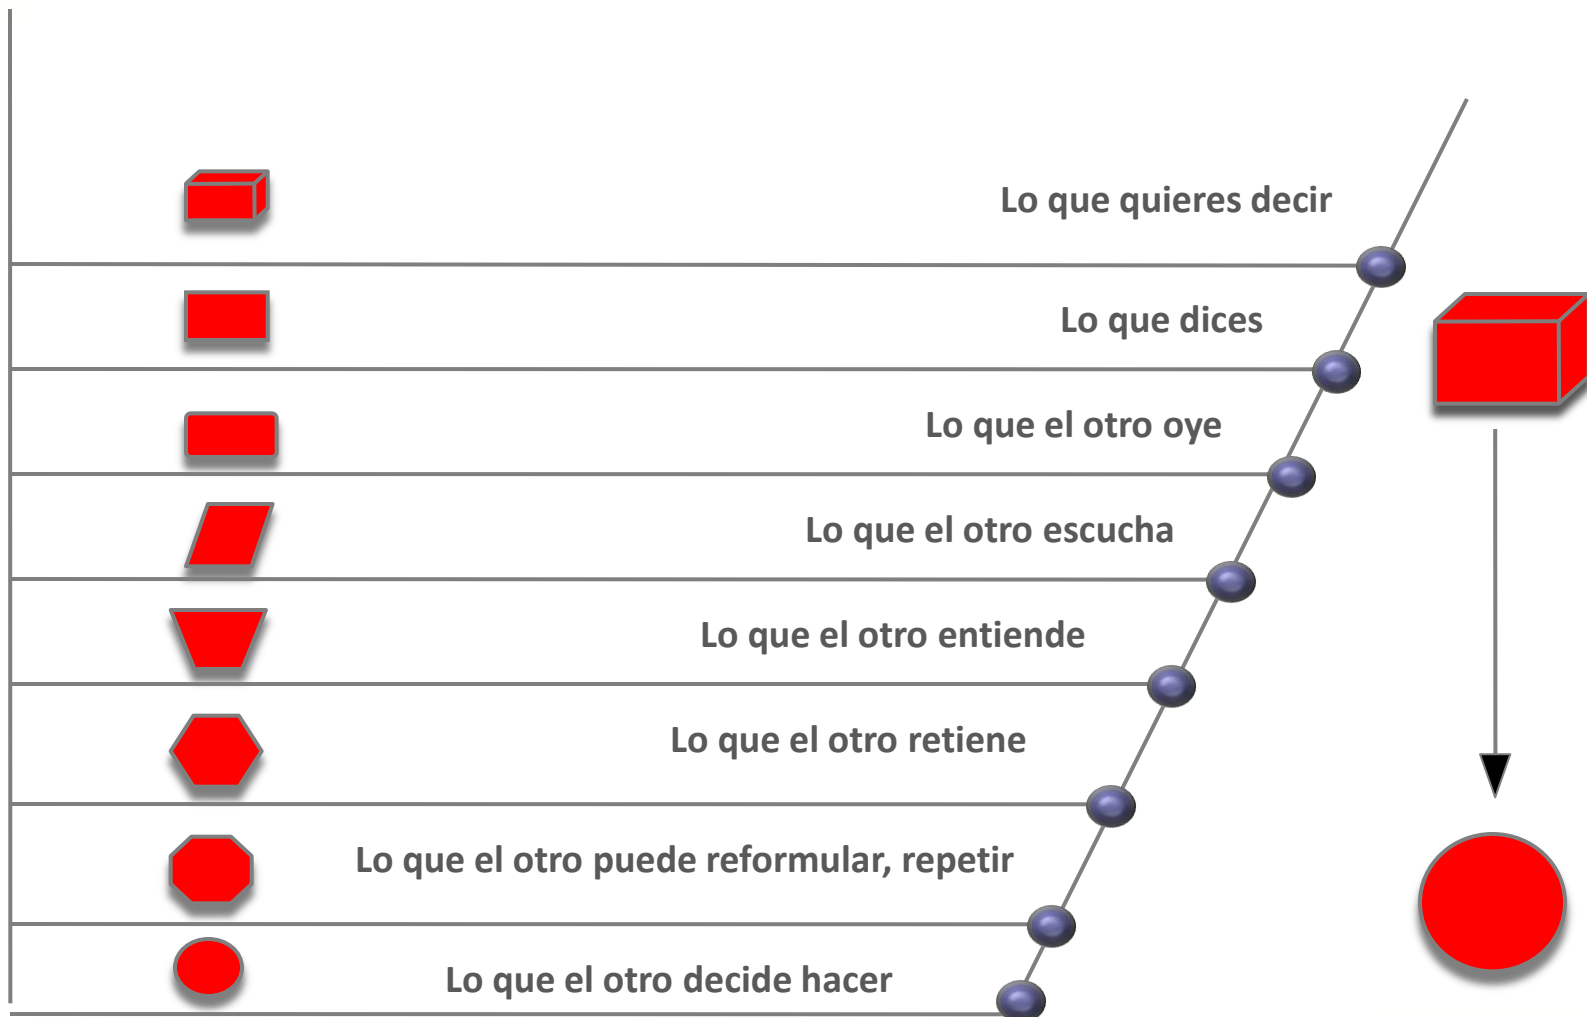 Lo que quieres decir
Lo que dices
Lo que el otro oye
Lo que el otro escucha
Lo que el otro entiende
Lo que el otro retiene
Lo que el otro puede reformular, repetir
Lo que el otro decide hacer